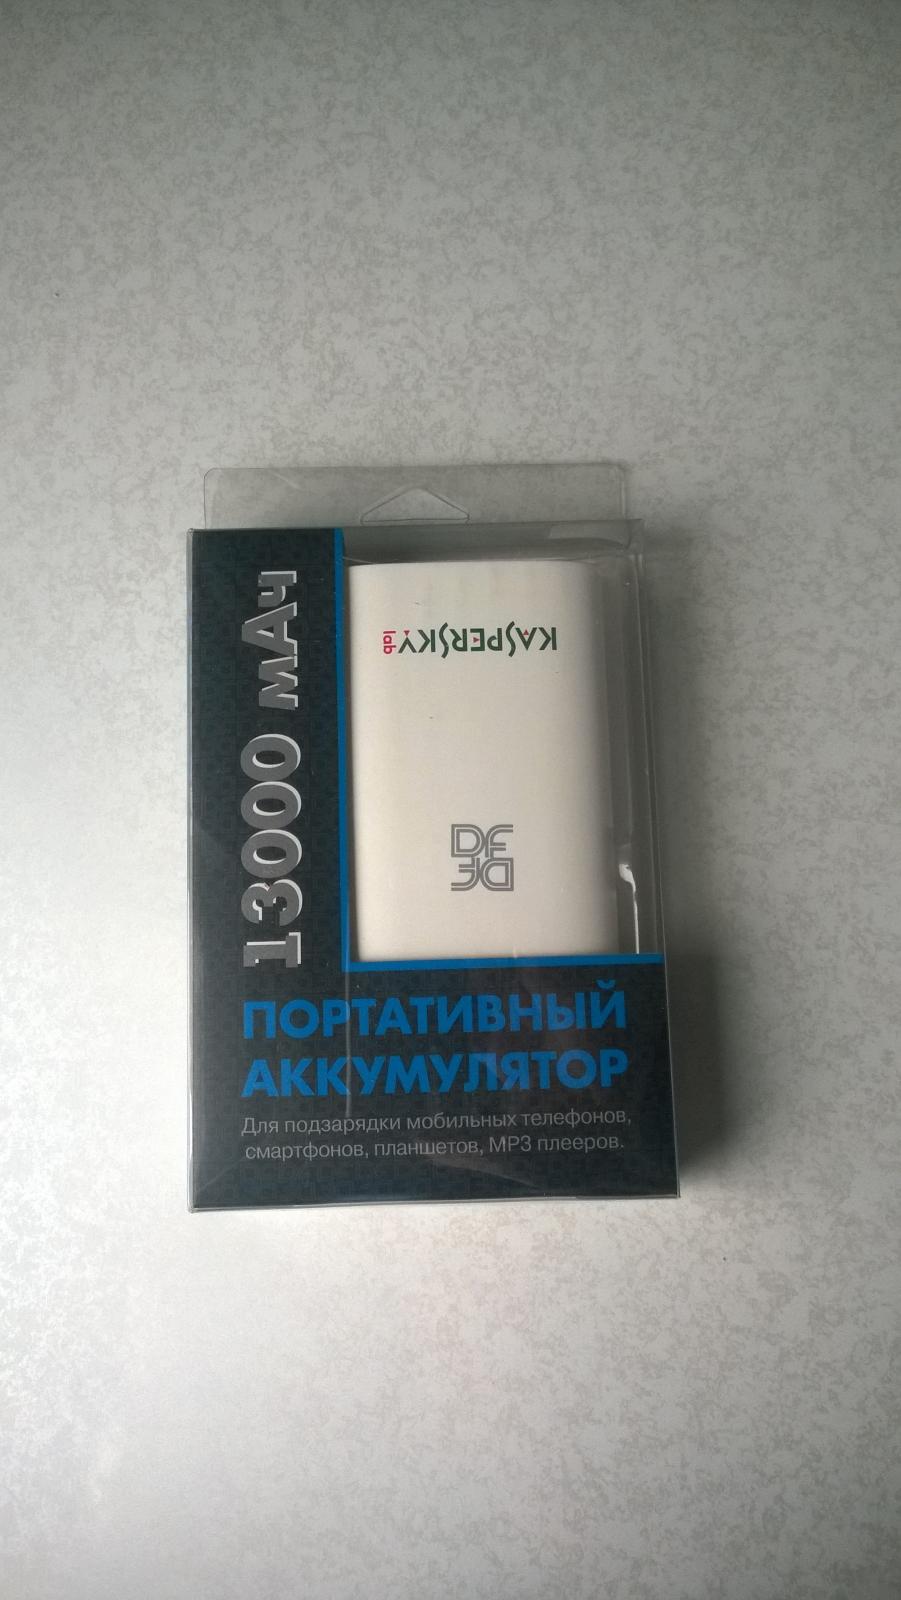 KASPERSKY lab
DF
DF
13000 мАч
ПОРТАТИВНЫЙ
АККУМУЛЯТОР
Для подзарядки мобильных телефонов,
смартфонов, планшетов, MP3 плееров.